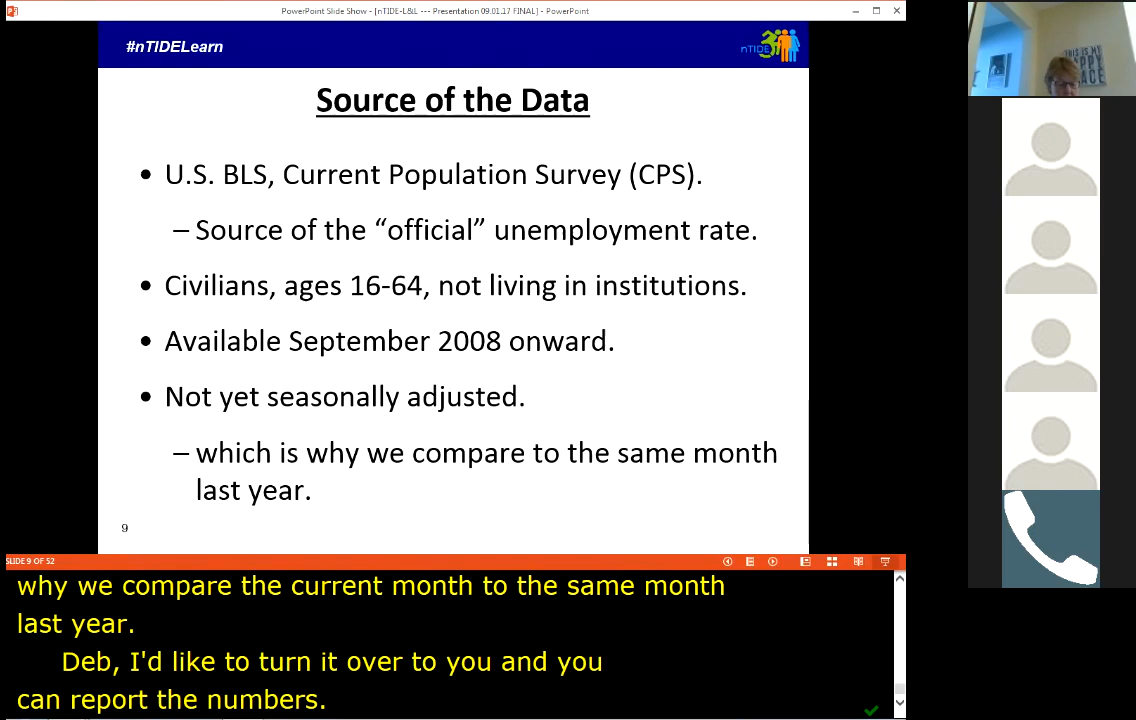 PowerPoint Slide Show - [nTIDE-L&L --- Presentation 09.01.17 FINAL] - PowerPoint
#nTIDELearn
nTIDE
Source of the Data
• U.S. BLS, Current Population Survey (CPS).
– Source of the “official” unemployment rate.
• Civilians, ages 16-64, not living in institutions.
• Available September 2008 onward.
• Not yet seasonally adjusted.
– which is why we compare to the same month
last year.
9
SLIDE 9 OF 52
why we compare the current month to the same month
last year.
Deb, I'd like to turn it over to you and you
can report the numbers.
THIS IS MY